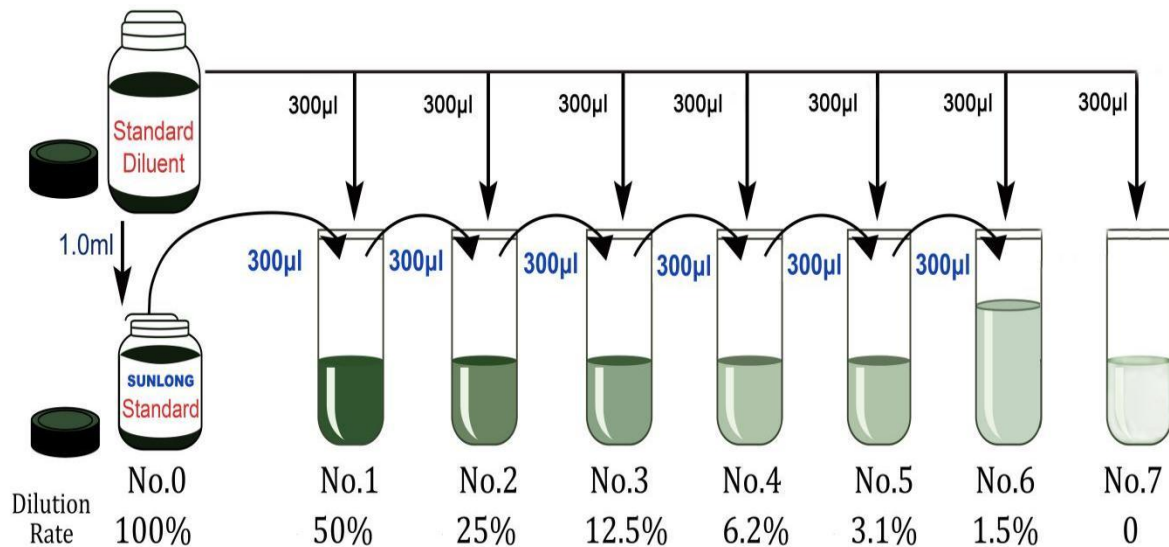 300µl 300µl 300µl 300µl 300µl 300µl 300µl
Standard
Diluent
1.0ml
300µl 300µl 300µl 300µl 300µl 300µl
SUNLONG
Standard
No.0 No.1 No.2 No.3 No.4 No.5 No.6 No.7
Dilution
Rate 100% 50% 25% 12.5% 6.2% 3.1% 1.5% 0